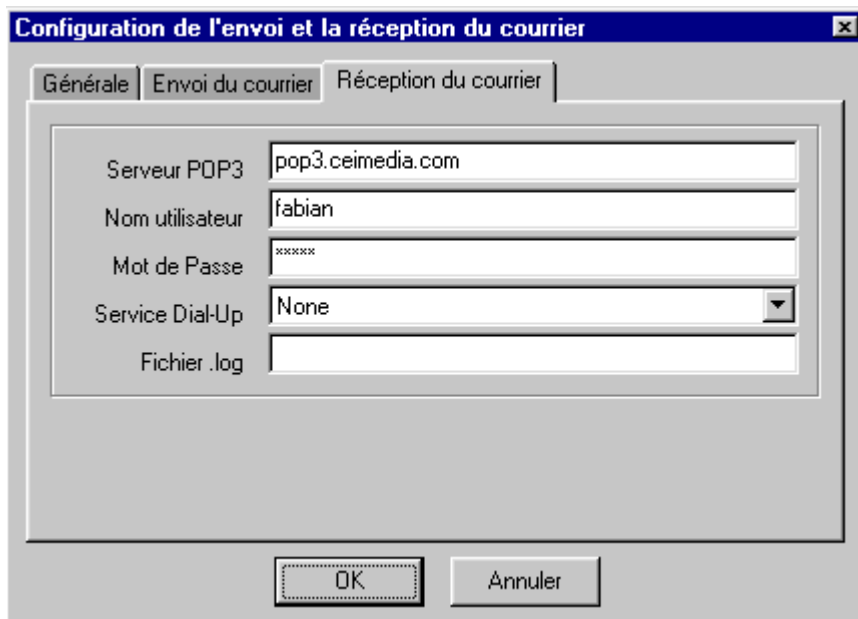 Configuration de l'envoi et la réception du courrier
Générale Envoi du courrier Réception du courrier
Serveur POP3 pop3.ceimedia.com
Nom utilisateur fabian
Mot de Passe xxxxx
Service Dial-Up None
Fichier .log
OK Annuler